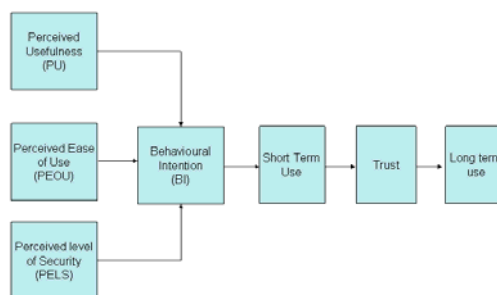 Perceived
Usefulness
(PU)
Perceived Ease
of Use
(PEOU)
Behavioural
Intention
(BI)
Short Term
Use
Trust
Long term
use
Perceived level
of Security
(PELS)